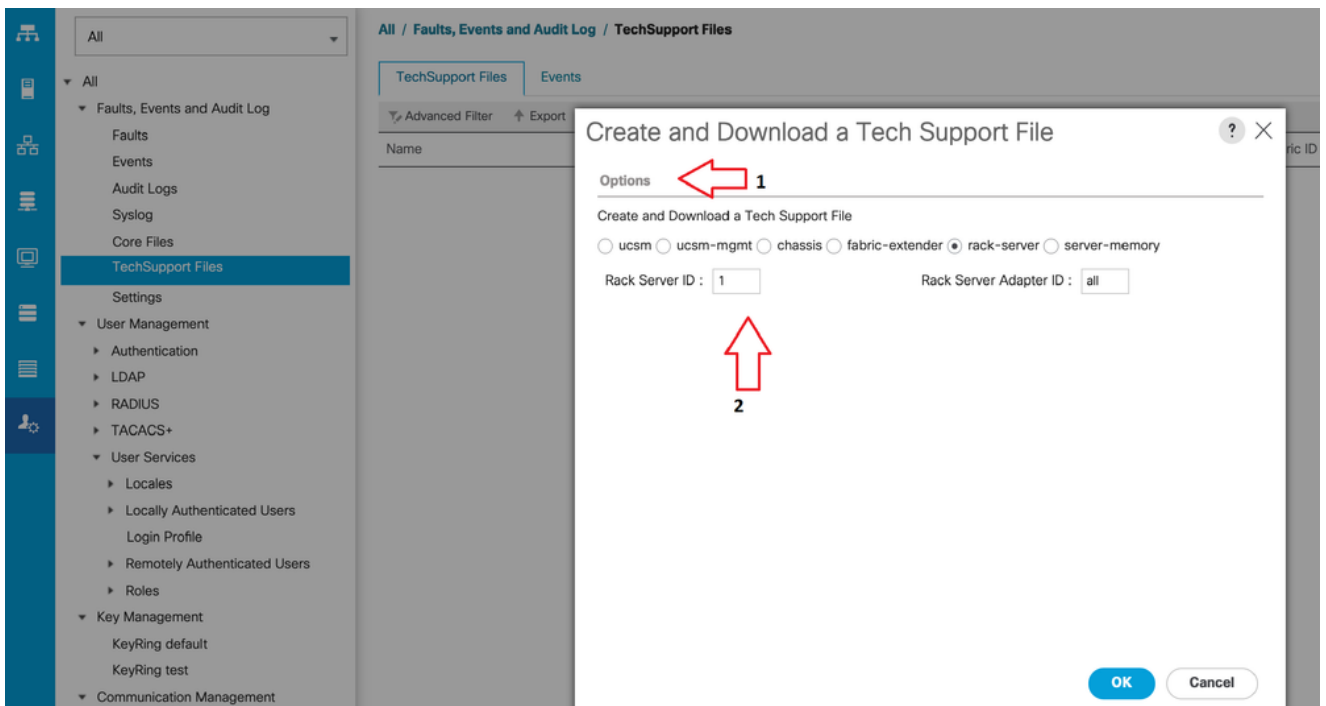 All
All
Faults, Events and Audit Log
Faults
Events
Audit Logs
Syslog
Core Files
TechSupport Files
Settings
User Management
Authentication
LDAP
RADIUS
TACACS+
User Services
Locales
Locally Authenticated Users
Login Profile
Remotely Authenticated Users
Roles
Key Management
KeyRing default
KeyRing test
Communication Management
All / Faults, Events and Audit Log / TechSupport Files
TechSupport Files Events
Advanced Filter Export
Name ric ID
Create and Download a Tech Support File ?
Options 1
Create and Download a Tech Support File
ucsm ucsm-mgmt chassis fabric-extender rack-server server-memory
Rack Server ID : 1 Rack Server Adapter ID : all
2
OK Cancel